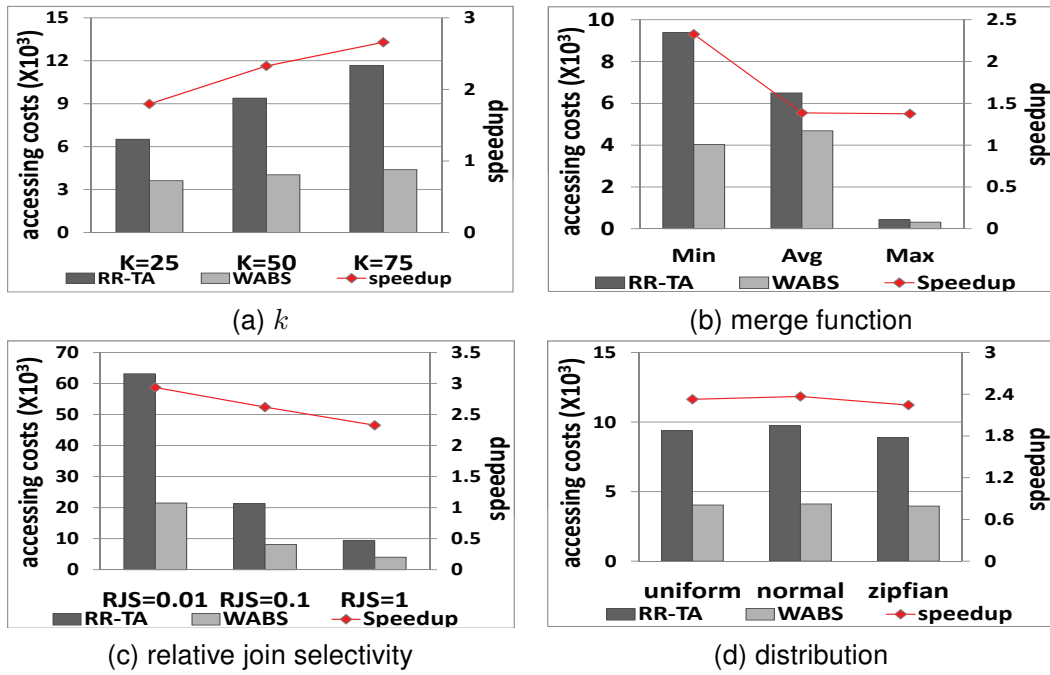 accessing costs (X10³)
15
12
9
6
3
0
3
2
1
0
speedup
K=25 K=50 K=75
RR-TA WABS speedup
(a) k
accessing costs (X10³)
10
8
6
4
2
0
2.5
2
1.5
1
0.5
0
speedup
Min Avg Max
RR-TA WABS Speedup
(b) merge function
accessing costs (X10³)
70
60
50
40
30
20
10
0
3.5
3
2.5
2
1.5
1
0.5
0
speedup
RJS=0.01 RJS=0.1 RJS=1
RR-TA WABS Speedup
(c) relative join selectivity
accessing costs (X10³)
15
10
5
0
3
2.4
1.8
1.2
0.6
0
speedup
uniform normal zipfian
RR-TA WABS speedup
(d) distribution